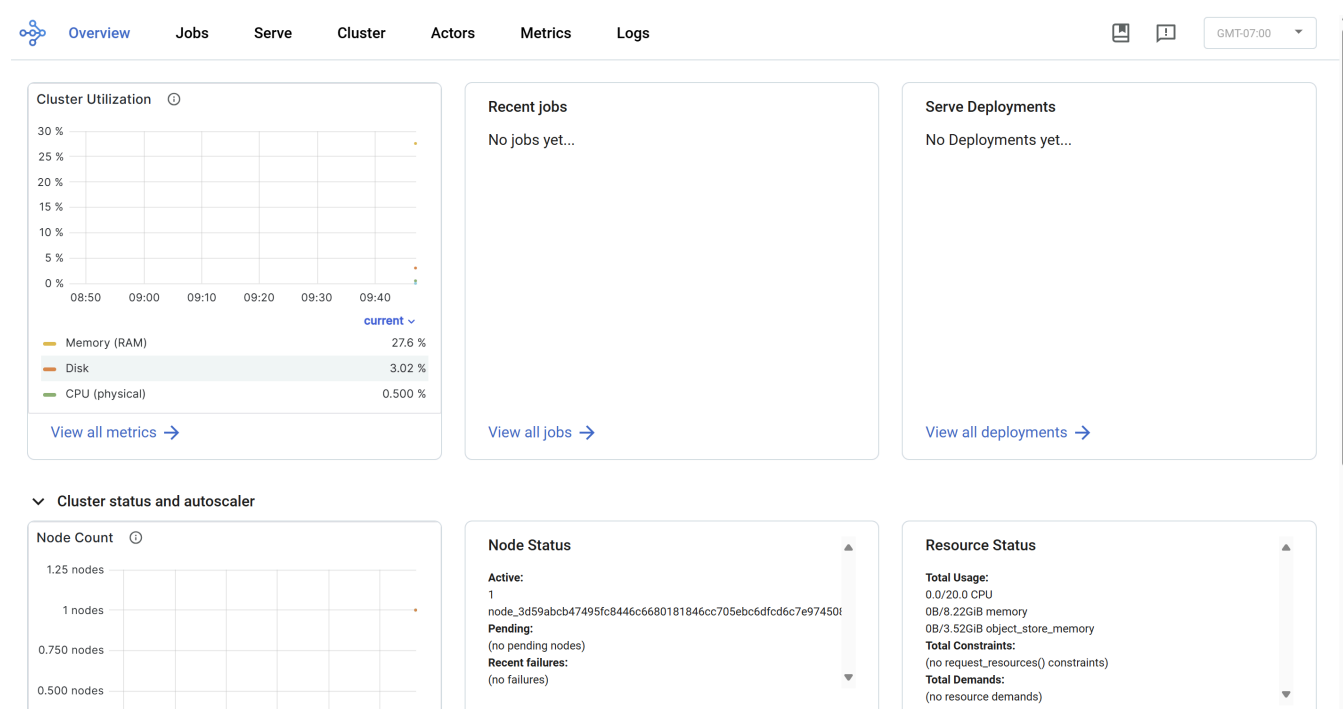 Overview
Jobs
Serve
Cluster
Actors
Metrics
Logs
GMT-07:00
Cluster Utilization
30 %
25 %
20 %
15 %
10 %
5 %
0 %
08:50 09:00 09:10 09:20 09:30 09:40
current
Memory (RAM) 27.6 %
Disk 3.02 %
CPU (physical) 0.500 %
View all metrics
Recent jobs
No jobs yet...
View all jobs
Serve Deployments
No Deployments yet...
View all deployments
Cluster status and autoscaler
Node Count
1.25 nodes
1 nodes
0.750 nodes
0.500 nodes
Node Status
Active:
1
node_3d59abcb47495fc8446c6680181846cc705ebc6dfcd6c7e974508
Pending:
(no pending nodes)
Recent failures:
(no failures)
Resource Status
Total Usage:
0.0/20.0 CPU
0B/8.22GiB memory
0B/3.52GiB object_store_memory
Total Constraints:
(no request_resources() constraints)
Total Demands:
(no resource demands)